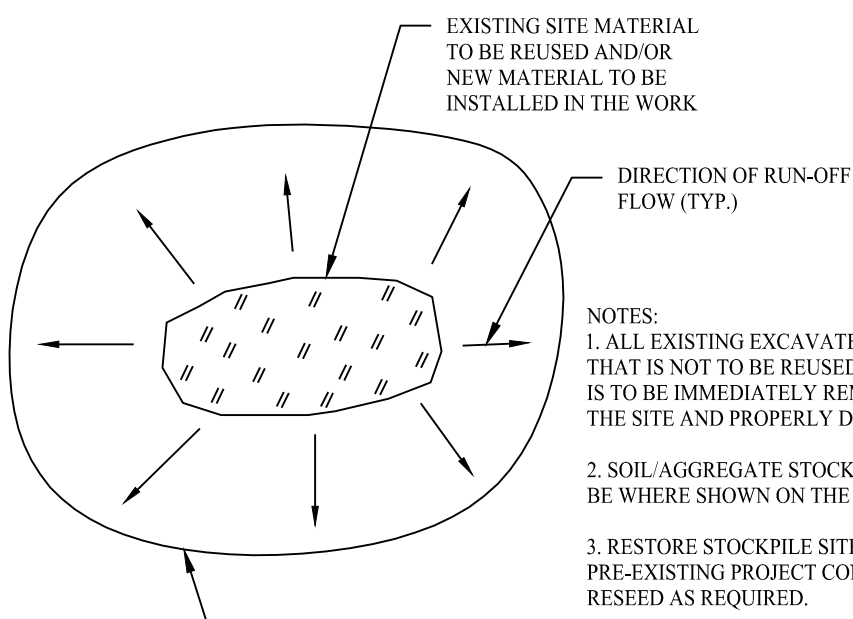 EXISTING SITE MATERIAL
TO BE REUSED AND/OR
NEW MATERIAL TO BE
INSTALLED IN THE WORK
DIRECTION OF RUN-OFF
FLOW (TYP.)
NOTES:
1. ALL EXISTING
THAT IS NOT TO BE REUSED
IS TO BE IMMEDIATELY
THE SITE AND PROPERLY
2. SOIL/AGGREGATE
BE WHERE SHOWN ON THE
3. RESTORE STOCKPILE
PRE-EXISTING PROJECT
RESEED AS REQUIRED.